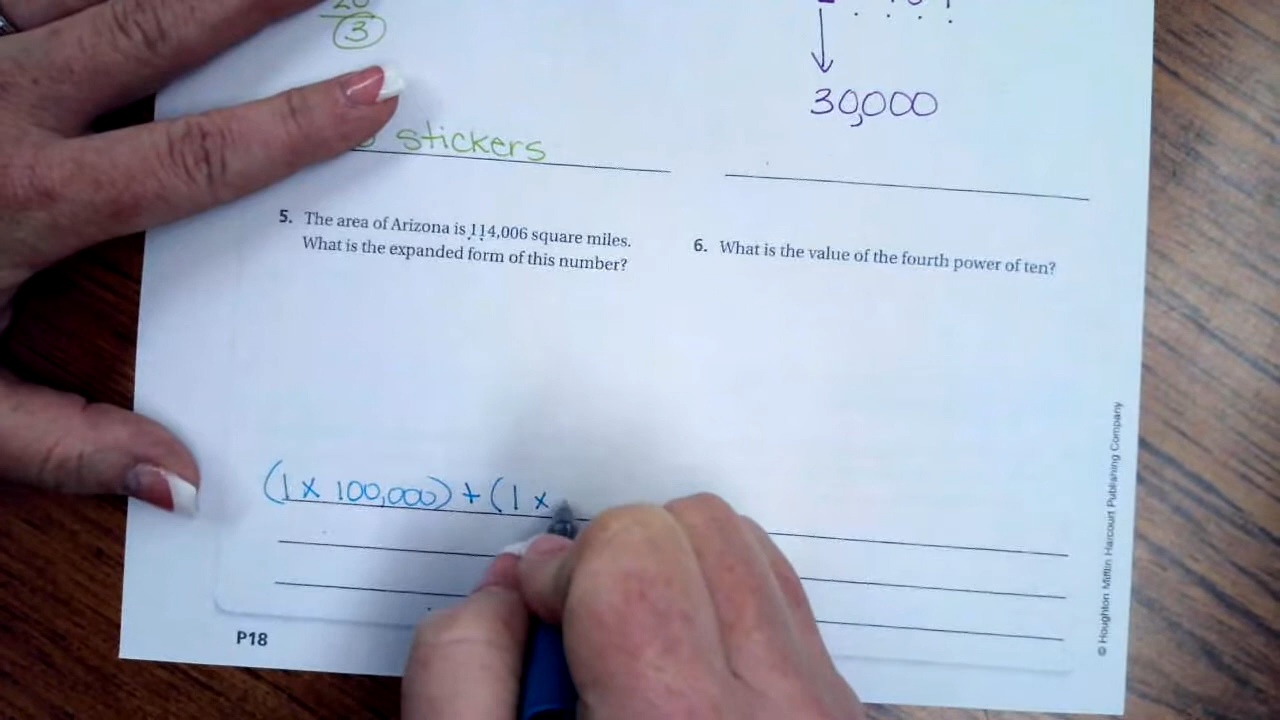 3
30,000
stickers
5. The area of Arizona is 114,006 square miles.
What is the expanded form of this number?
6. What is the value of the fourth power of ten?
(1 x 100,000) + (1 x
P18
© Houghton Mifflin Harcourt Publishing Company